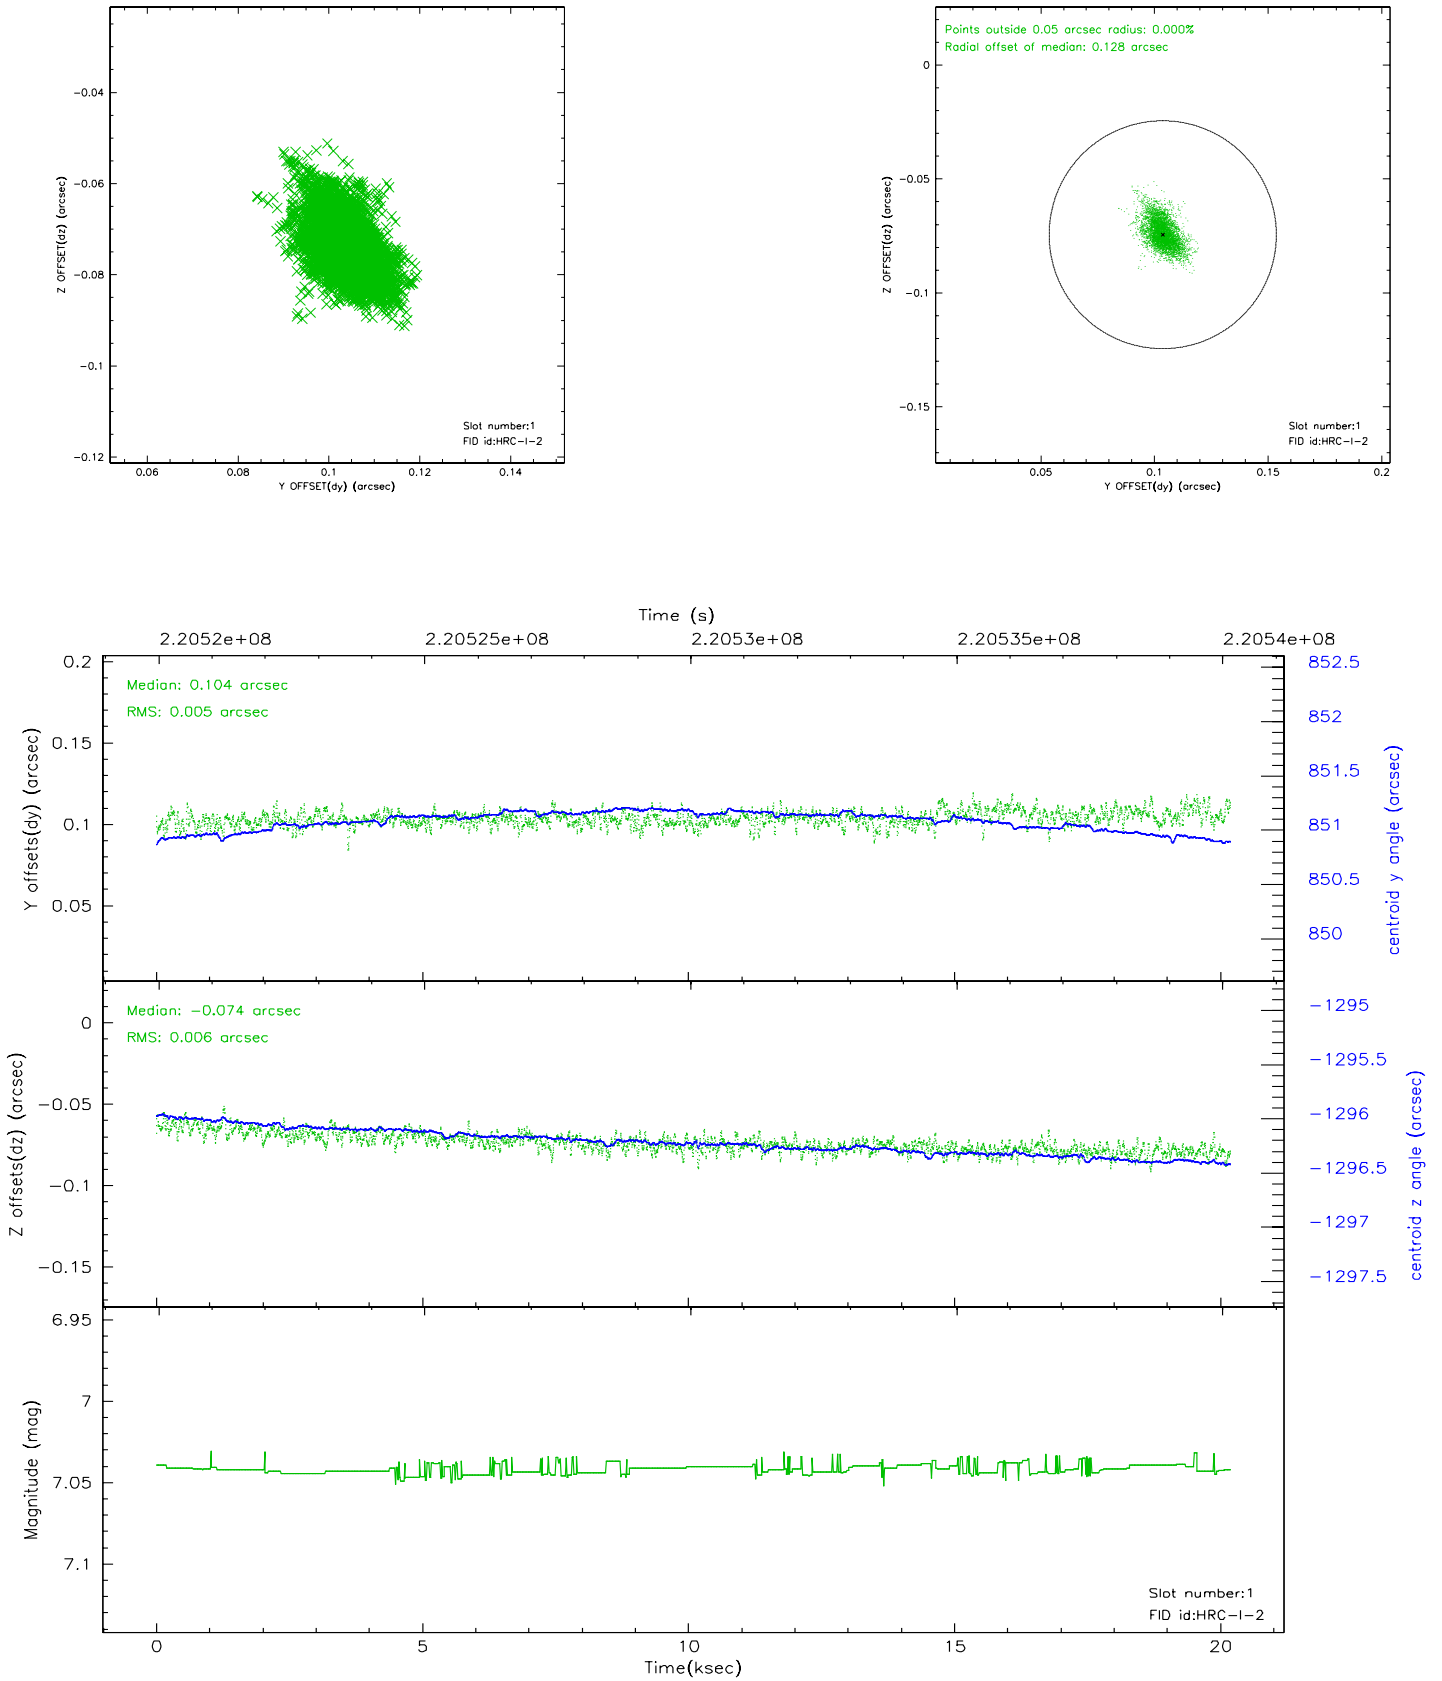 −0.04
−0.06
−0.08
−0.1
−0.12
Z OFFSET(dz) (arcsec)
0.06 0.08 0.1 0.12 0.14
Y OFFSET(dy) (arcsec)
Slot number:1
FID id:HRC−I−2
Points outside 0.05 arcsec radius: 0.000%
Radial offset of median: 0.128 arcsec
0
−0.05
−0.1
−0.15
Z OFFSET(dz) (arcsec)
0.05 0.1 0.15 0.2
Y OFFSET(dy) (arcsec)
Slot number:1
FID id:HRC−I−2
Time (s)
2.2052e+08 2.20525e+08 2.2053e+08 2.20535e+08 2.2054e+08
0.2
0.15
0.1
0.05
Y offsets(dy) (arcsec)
Median: 0.104 arcsec
RMS: 0.005 arcsec
852.5
852
851.5
851
850.5
850
centroid y angle (arcsec)
0
−0.05
−0.1
−0.15
Z offsets(dz) (arcsec)
Median: −0.074 arcsec
RMS: 0.006 arcsec
−1295
−1295.5
−1296
−1296.5
−1297
−1297.5
centroid z angle (arcsec)
6.95
7
7.05
7.1
Magnitude (mag)
Slot number:1
FID id:HRC−I−2
0 5 10 15 20
Time(ksec)